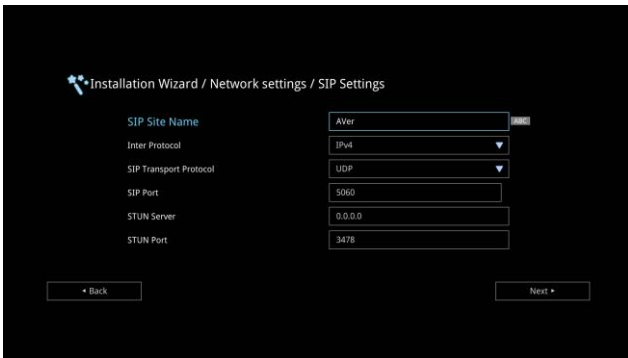 Installation Wizard / Network settings / SIP Settings
SIP Site Name AVer ABC
Inter Protocol IPv4
SIP Transport Protocol UDP
SIP Port 5060
STUN Server 0.0.0.0
STUN Port 3478
Back Next